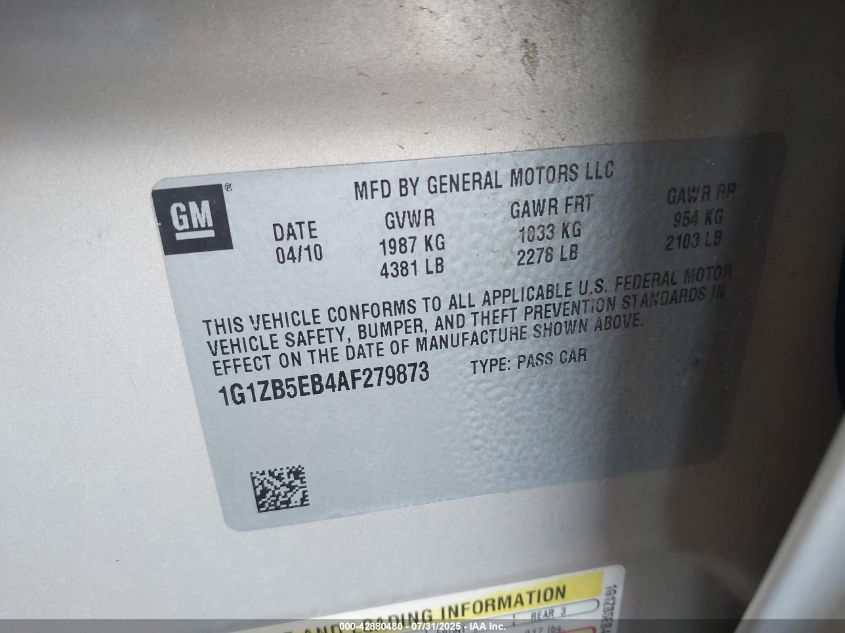 GM ®
MFD BY GENERAL MOTORS LLC
DATE GVWR GAWR FRT GAWR RR
04/10 1987 KG 1033 KG 954 KG
4381 LB 2278 LB 2103 LB
THIS VEHICLE CONFORMS TO ALL APPLICABLE U.S. FEDERAL MOTOR
VEHICLE SAFETY, BUMPER, AND THEFT PREVENTION STANDARDS IN
EFFECT ON THE DATE OF MANUFACTURE SHOWN ABOVE.
1G1ZB5EB4AF279873 TYPE: PASS CAR
INFORMATION
REAR 3
000-42880480 - 07/31/2025 - IAA Inc.